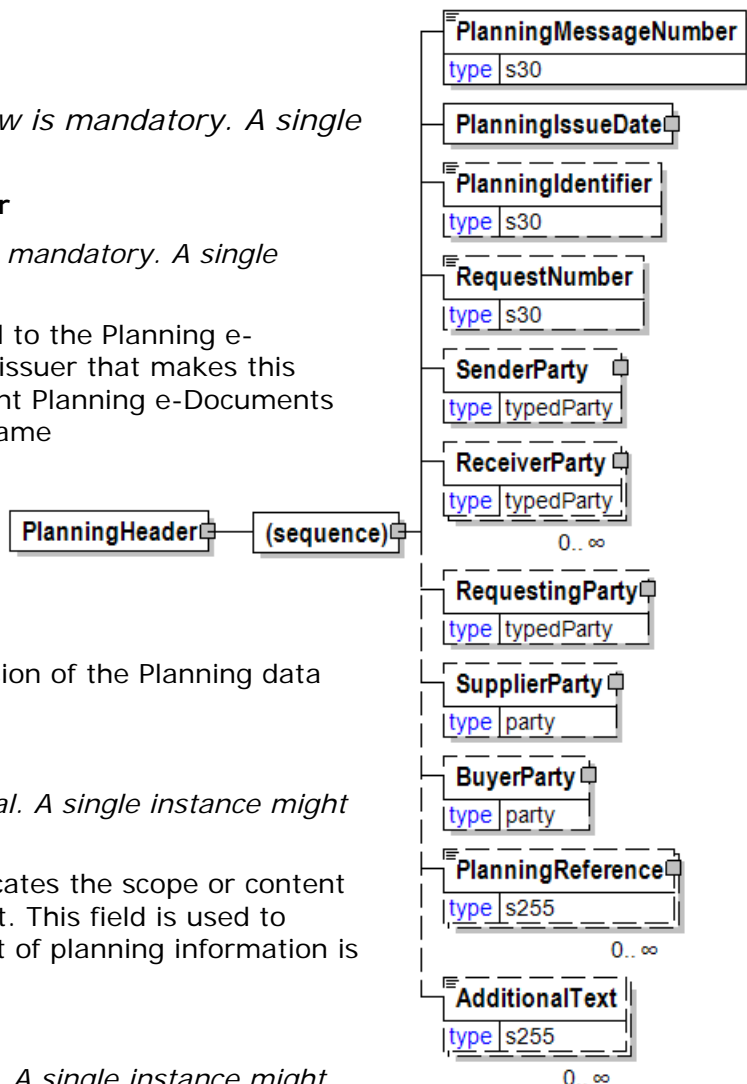 w is mandatory. A single
r
mandatory. A single
l to the Planning e-
issuer that makes this
nt Planning e-Documents
ame
tion of the Planning data
al. A single instance might
cates the scope or content
t. This field is used to
t of planning information is
. A single instance might
PlanningHeader
(sequence)
PlanningMessageNumber
type s30
PlanningIssueDate
PlanningIdentifier
type s30
RequestNumber
type s30
SenderParty
type typedParty
ReceiverParty
type typedParty
0.. ∞
RequestingParty
type typedParty
SupplierParty
type party
BuyerParty
type party
PlanningReference
type s255
0.. ∞
AdditionalText
type s255
0.. ∞